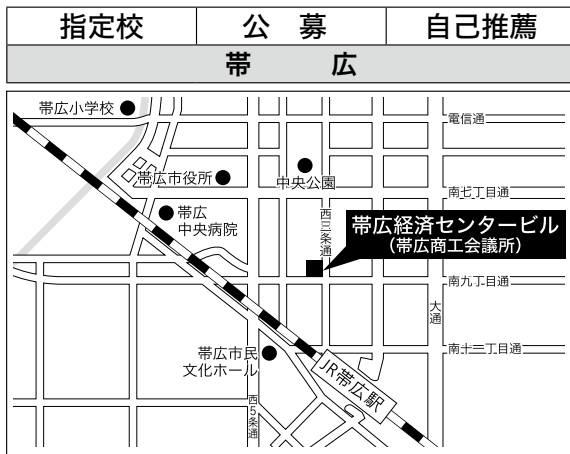 指定校 公募 自己推薦
帯広
帯広小学校
電信通
帯広市役所
中央公園
南七丁目通
帯広
中央病院
西三条通
帯広経済センタービル
(帯広商工会議所)
南九丁目通
大通
南十一丁目通
帯広市民
文化ホール
JR帯広駅
西5条通